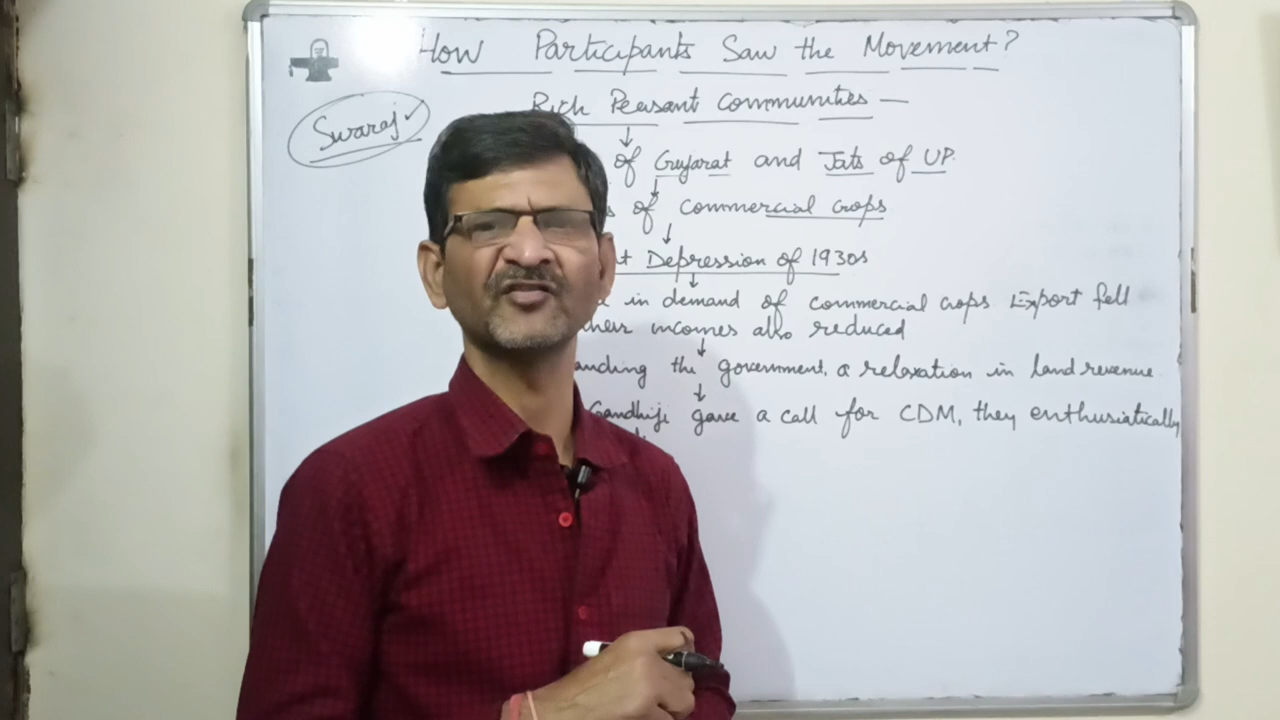 How Participants Saw the Movement?
Swaraj ✓
Rich Peasant Communities —
of Gujarat and Jats of UP.
of commercial crops
Depression of 1930s
in demand of commercial crops Export fell
their incomes also reduced
the government, a relaxation in land revenue
Gandhiji gave a call for CDM, they enthusiatically